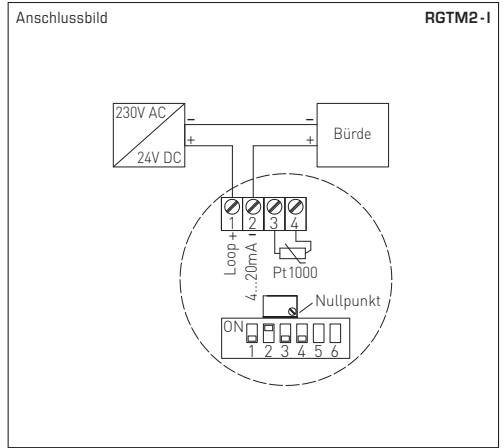 Anschlussbild RGTM2-I
230V AC
24V DC
–
+
–
+
Bürde
1 2 3 4
Loop +
4...20mA –
Pt1000
Nullpunkt
ON
1 2 3 4 5 6